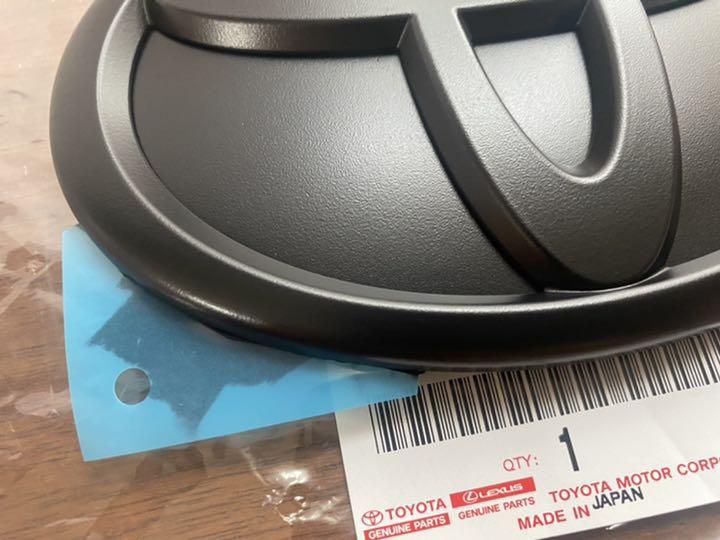 QTY: 1
TOYOTA LEXUS TOYOTA MOTOR CORP
GENUINE PARTS GENUINE PARTS MADE IN JAPAN